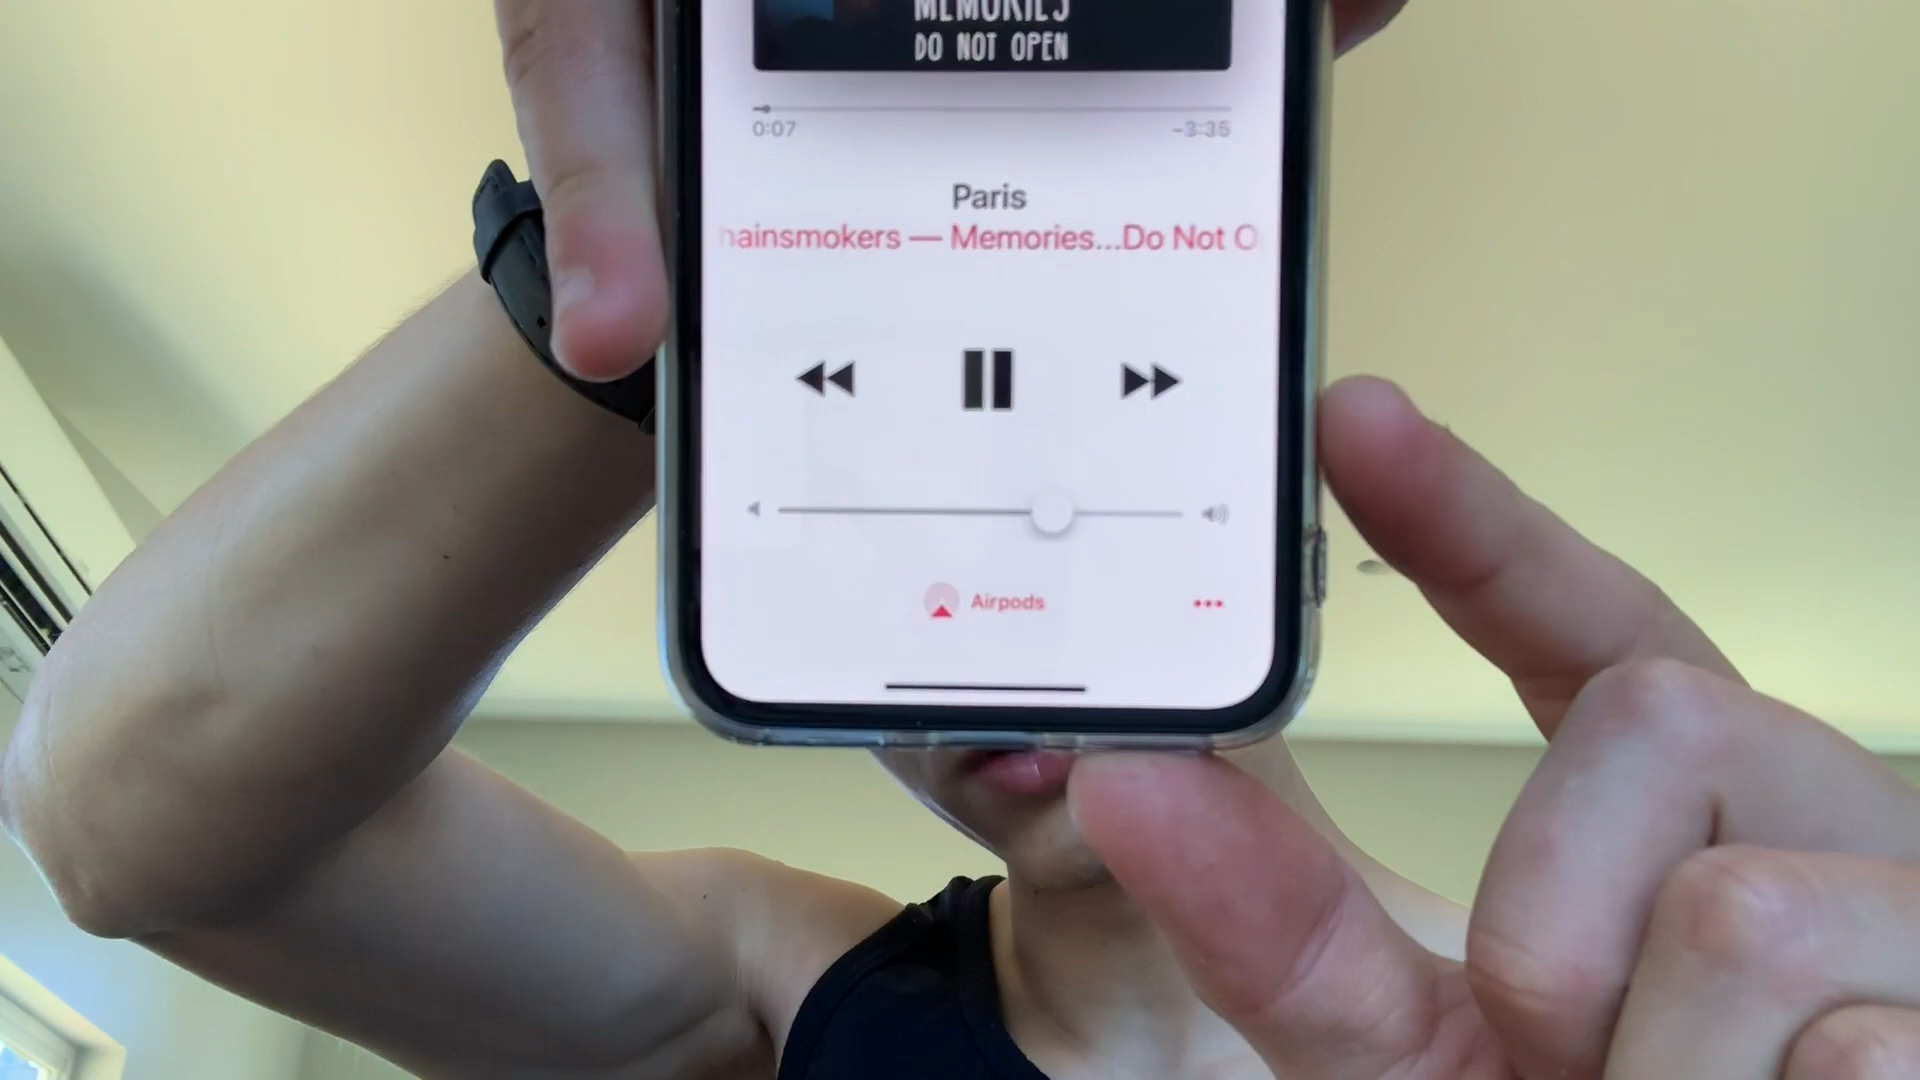 MEMORIES
DO NOT OPEN
0:07
-3:35
Paris
hainsmokers — Memories...Do Not O
Airpods